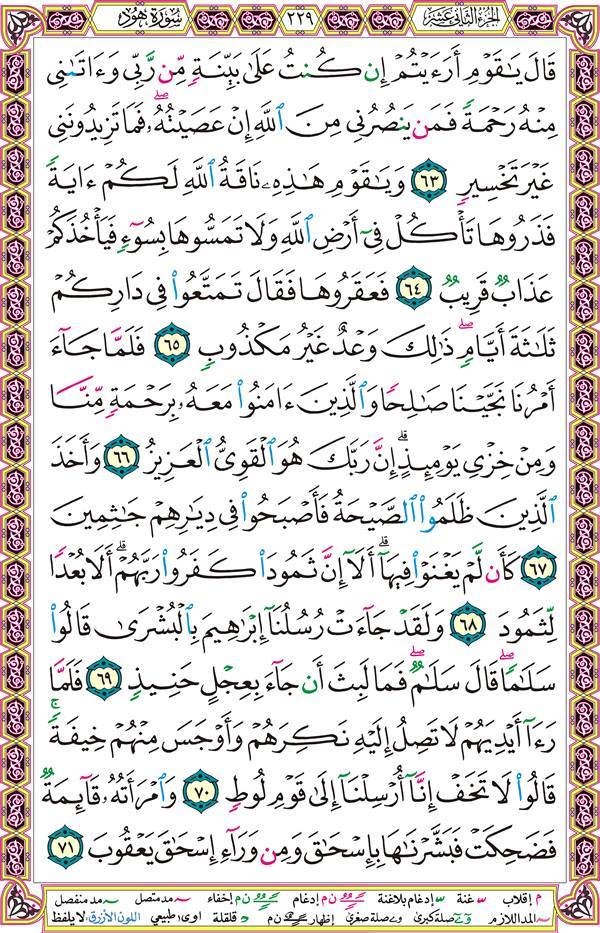 الجزء الثاني عشر
٢٢٩
سورة هود
قَالَ يَـٰقَوْمِ أَرَءَيْتُمْ إِن كُنتُ عَلَىٰ بَيِّنَةٍ مِّن رَّبِّى وَءَاتَىٰنِى
مِنْهُ رَحْمَةً فَمَن يَنصُرُنِى مِنَ ٱللَّهِ إِنْ عَصَيْتُهُۥ ۖ فَمَا تَزِيدُونَنِى
غَيْرَ تَخْسِيرٍ ٦٣ وَيَـٰقَوْمِ هَـٰذِهِۦ نَاقَةُ ٱللَّهِ لَكُمْ ءَايَةً
فَذَرُوهَا تَأْكُلْ فِىٓ أَرْضِ ٱللَّهِ وَلَا تَمَسُّوهَا بِسُوٓءٍ فَيَأْخُذَكُمْ
عَذَابٌ قَرِيبٌ ٦٤ فَعَقَرُوهَا فَقَالَ تَمَتَّعُوا۟ فِى دَارِكُمْ
ثَلَـٰثَةَ أَيَّامٍ ۖ ذَٰلِكَ وَعْدٌ غَيْرُ مَكْذُوبٍ ٦٥ فَلَمَّا جَآءَ
أَمْرُنَا نَجَّيْنَا صَـٰلِحًا وَٱلَّذِينَ ءَامَنُوا۟ مَعَهُۥ بِرَحْمَةٍ مِّنَّا
وَمِنْ خِزْىِ يَوْمِئِذٍ ۗ إِنَّ رَبَّكَ هُوَ ٱلْقَوِىُّ ٱلْعَزِيزُ ٦٦ وَأَخَذَ
ٱلَّذِينَ ظَلَمُوا۟ ٱلصَّيْحَةُ فَأَصْبَحُوا۟ فِى دِيَـٰرِهِمْ جَـٰثِمِينَ
٦٧ كَأَن لَّمْ يَغْنَوْا۟ فِيهَآ ۗ أَلَآ إِنَّ ثَمُودَا۟ كَفَرُوا۟ رَبَّهُمْ ۗ أَلَا بُعْدًا
لِّثَمُودَ ٦٨ وَلَقَدْ جَآءَتْ رُسُلُنَآ إِبْرَٰهِيمَ بِٱلْبُشْرَىٰ قَالُوا۟
سَلَـٰمًا ۖ قَالَ سَلَـٰمٌ ۖ فَمَا لَبِثَ أَن جَآءَ بِعِجْلٍ حَنِيذٍ ٦٩ فَلَمَّا
رَءَآ أَيْدِيَهُمْ لَا تَصِلُ إِلَيْهِ نَكِرَهُمْ وَأَوْجَسَ مِنْهُمْ خِيفَةً ۚ
قَالُوا۟ لَا تَخَفْ إِنَّآ أُرْسِلْنَآ إِلَىٰ قَوْمِ لُوطٍ ٧٠ وَٱمْرَأَتُهُۥ قَآئِمَةٌ
فَضَحِكَتْ فَبَشَّرْنَـٰهَا بِإِسْحَـٰقَ وَمِن وَرَآءِ إِسْحَـٰقَ يَعْقُوبَ ٧١
م إقلاب غنة إدغام بلاغنة ن م إدغام إخفاء مد متصل مد منفصل
المد اللازم صلة كبرى صلة صغرى إظهار ن م قلقلة اوى طبيعي اللون الأزرق: لا يلفظ